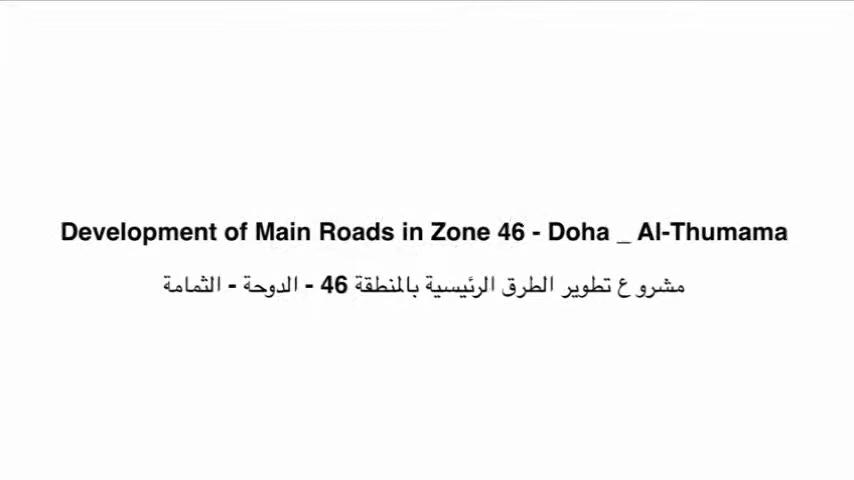 Development of Main Roads in Zone 46 - Doha _ Al-Thumama
مشروع تطوير الطرق الرئيسية بالمنطقة 46 - الدوحة - الثمامة